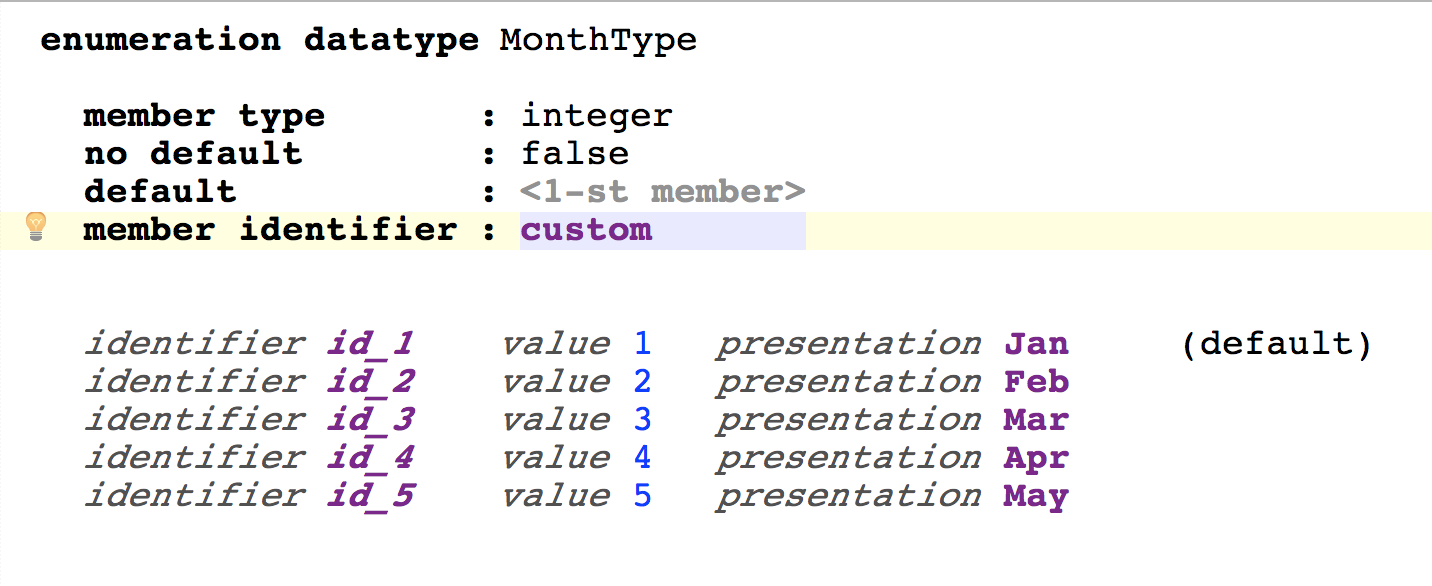 enumeration datatype MonthType
member type : integer
no default : false
default : <1-st member>
member identifier : custom
identifier id_1 value 1 presentation Jan (default)
identifier id_2 value 2 presentation Feb
identifier id_3 value 3 presentation Mar
identifier id_4 value 4 presentation Apr
identifier id_5 value 5 presentation May